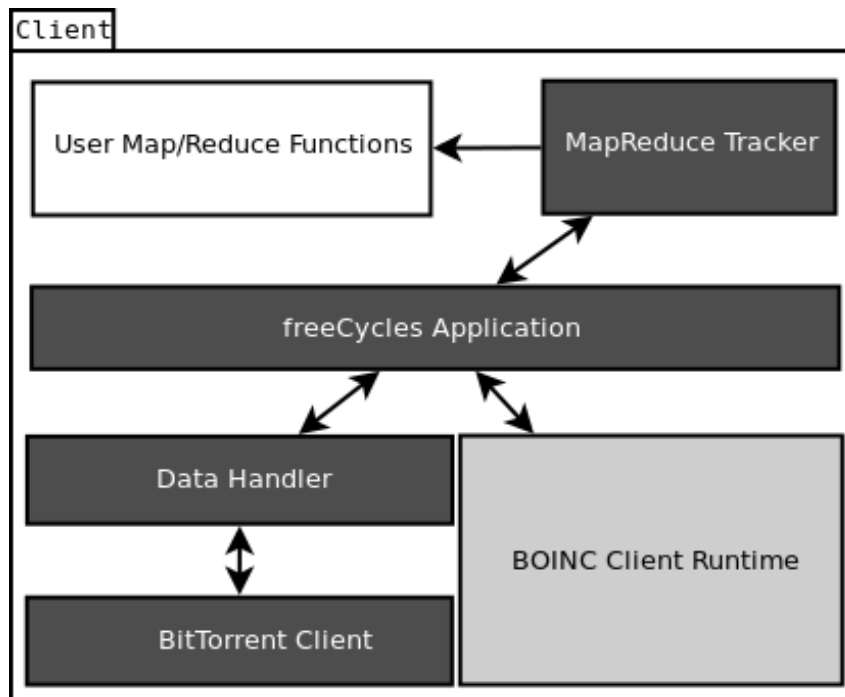 Client
User Map/Reduce Functions
MapReduce Tracker
freeCycles Application
Data Handler
BOINC Client Runtime
BitTorrent Client